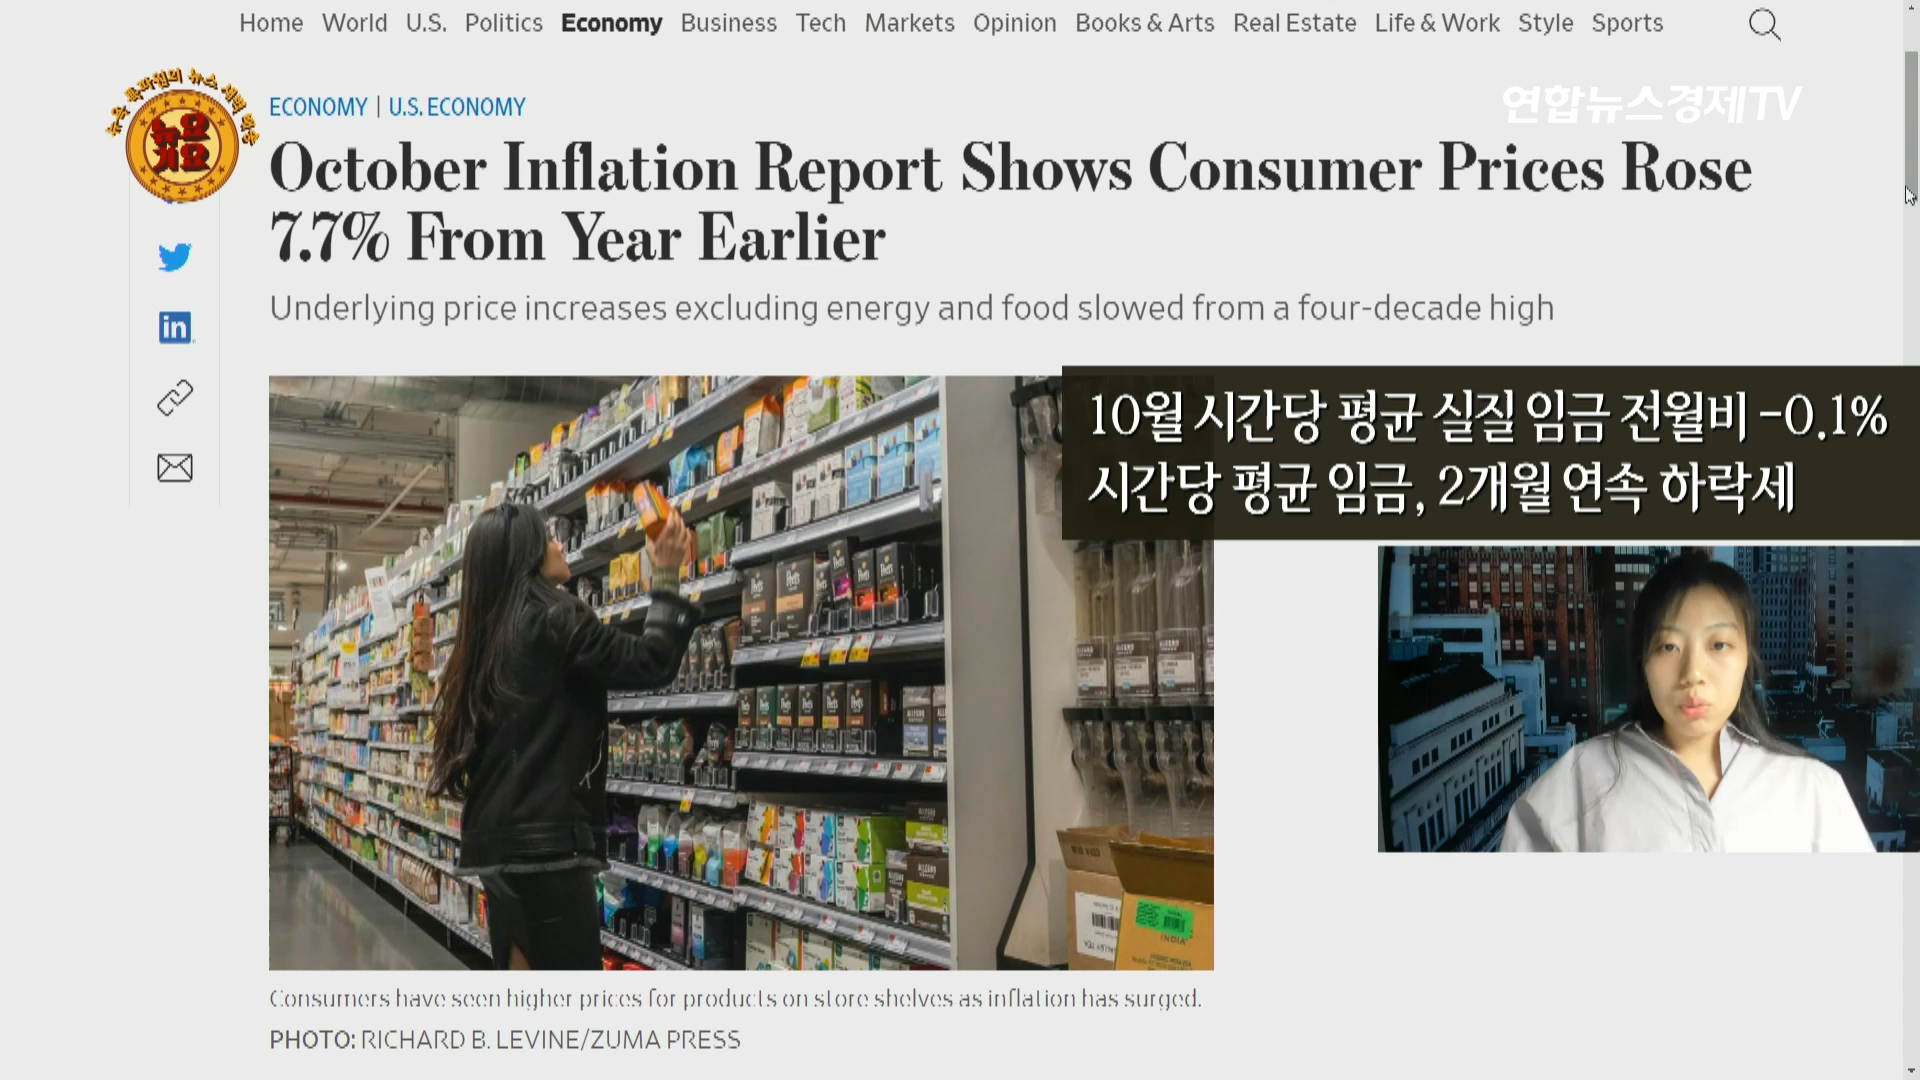 Home World U.S. Politics Economy Business Tech Markets Opinion Books & Arts Real Estate Life & Work Style Sports
뉴요
기요
연합뉴스경제TV
ECONOMY | U.S. ECONOMY
October Inflation Report Shows Consumer Prices Rose
7.7% From Year Earlier
Underlying price increases excluding energy and food slowed from a four-decade high
in
10월 시간당 평균 실질 임금 전월비 -0.1%
시간당 평균 임금, 2개월 연속 하락세
Consumers have seen higher prices for products on store shelves as inflation has surged.
PHOTO: RICHARD B. LEVINE/ZUMA PRESS